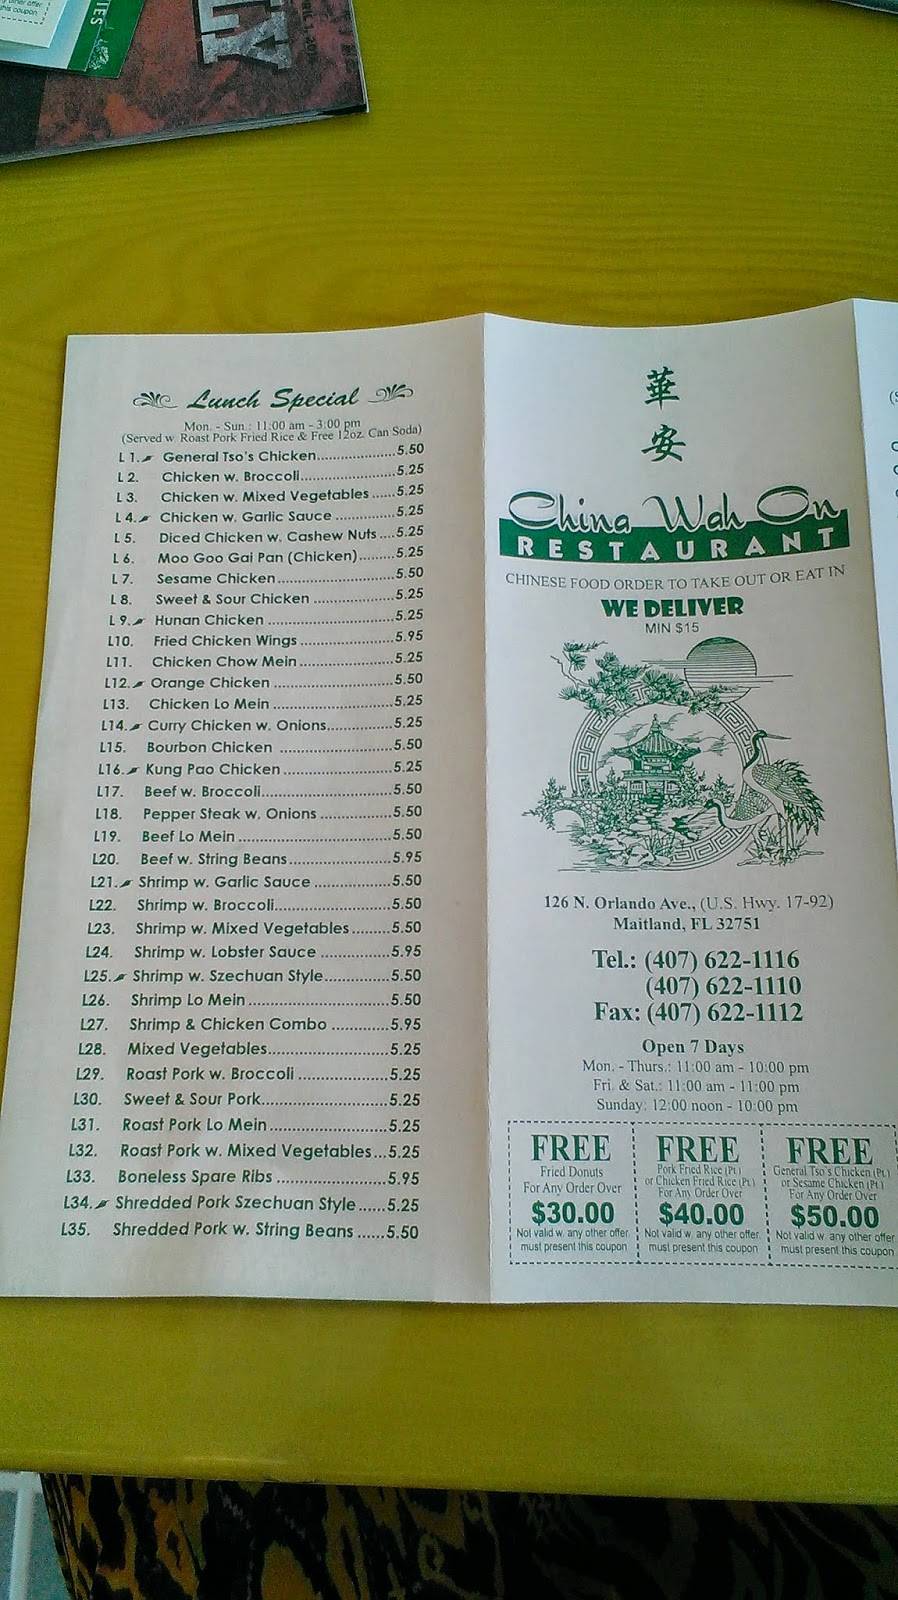 Lunch Special
Mon. - Sun.: 11:00 am - 3:00 pm
(Served w. Roast Pork Fried Rice & Free 12oz. Can Soda)
L 1. General Tso's Chicken..................5.50
L 2. Chicken w. Broccoli.....................5.25
L 3. Chicken w. Mixed Vegetables ......5.25
L 4. Chicken w. Garlic Sauce ..............5.25
L 5. Diced Chicken w. Cashew Nuts ....5.25
L 6. Moo Goo Gai Pan (Chicken)........5.25
L 7. Sesame Chicken..........................5.50
L 8. Sweet & Sour Chicken ..................5.25
L 9. Hunan Chicken ............................5.25
L10. Fried Chicken Wings .....................5.95
L11. Chicken Chow Mein.....................5.25
L12. Orange Chicken ..........................5.50
L13. Chicken Lo Mein ..........................5.25
L14. Curry Chicken w. Onions..............5.25
L15. Bourbon Chicken .........................5.50
L16. Kung Pao Chicken........................5.25
L17. Beef w. Broccoli............................5.50
L18. Pepper Steak w. Onions ................5.50
L19. Beef Lo Mein .................................5.50
L20. Beef w. String Beans......................5.95
L21. Shrimp w. Garlic Sauce .................5.50
L22. Shrimp w. Broccoli.........................5.50
L23. Shrimp w. Mixed Vegetables .........5.50
L24. Shrimp w. Lobster Sauce ...............5.95
L25. Shrimp w. Szechuan Style..............5.50
L26. Shrimp Lo Mein..............................5.50
L27. Shrimp & Chicken Combo ............5.95
L28. Mixed Vegetables..........................5.25
L29. Roast Pork w. Broccoli ...................5.25
L30. Sweet & Sour Pork..........................5.25
L31. Roast Pork Lo Mein ........................5.25
L32. Roast Pork w. Mixed Vegetables...5.25
L33. Boneless Spare Ribs .......................5.95
L34. Shredded Pork Szechuan Style......5.25
L35. Shredded Pork w. String Beans ......5.50
華
安
China Wah On
RESTAURANT
CHINESE FOOD ORDER TO TAKE OUT OR EAT IN
WE DELIVER
MIN $15
126 N. Orlando Ave., (U.S. Hwy. 17-92)
Maitland, FL 32751
Tel.: (407) 622-1116
(407) 622-1110
Fax: (407) 622-1112
Open 7 Days
Mon. - Thurs.: 11:00 am - 10:00 pm
Fri. & Sat.: 11:00 am - 11:00 pm
Sunday: 12:00 noon - 10:00 pm
FREE
Fried Donuts
For Any Order Over
$30.00
Not valid w. any other offer
must present this coupon
FREE
Pork Fried Rice (Pt.)
or Chicken Fried Rice (Pt.)
For Any Order Over
$40.00
Not valid w. any other offer
must present this coupon
FREE
General Tso's Chicken (Pt.)
or Sesame Chicken (Pt.)
For Any Order Over
$50.00
Not valid w. any other offer
must present this coupon